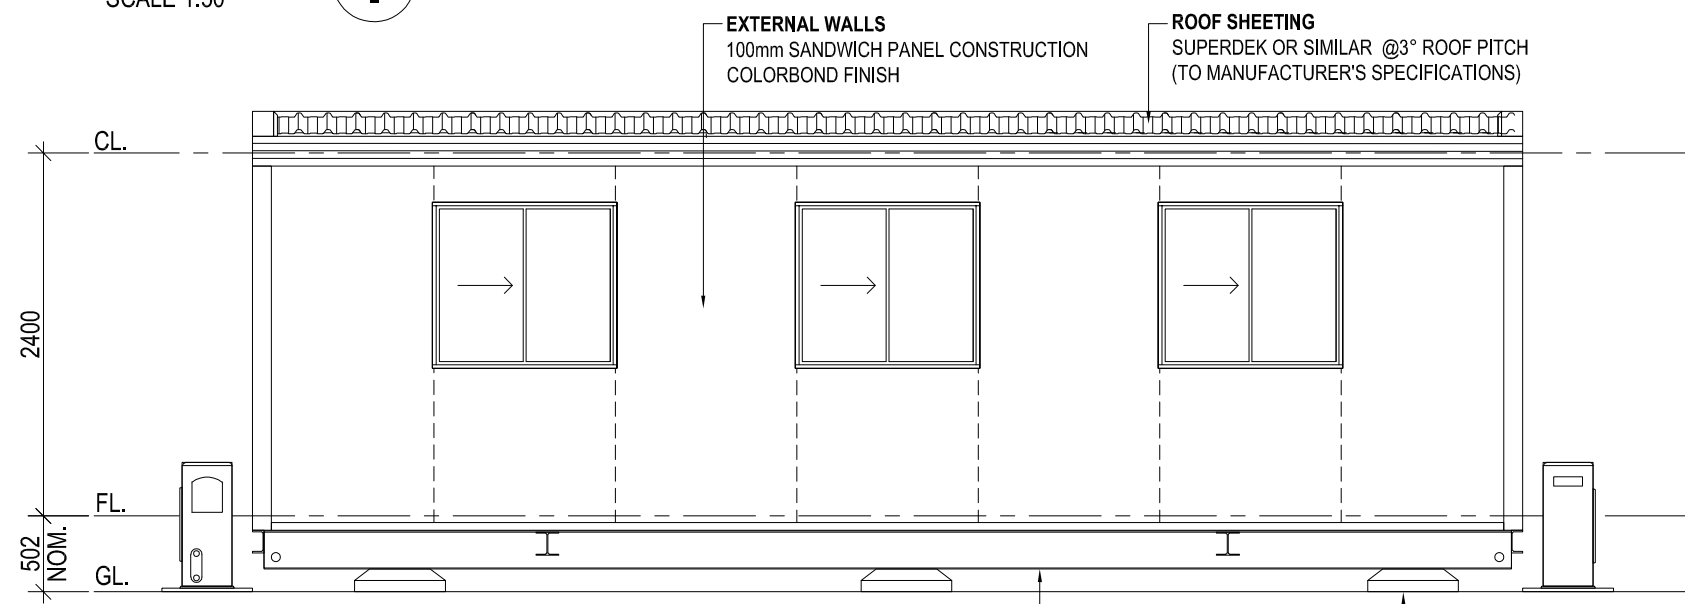 SCALE 1:50
EXTERNAL WALLS
100mm SANDWICH PANEL CONSTRUCTION
COLORBOND FINISH
ROOF SHEETING
SUPERDEK OR SIMILAR @3° ROOF PITCH
(TO MANUFACTURER'S SPECIFICATIONS)
CL.
2400
FL.
502
NOM.
GL.